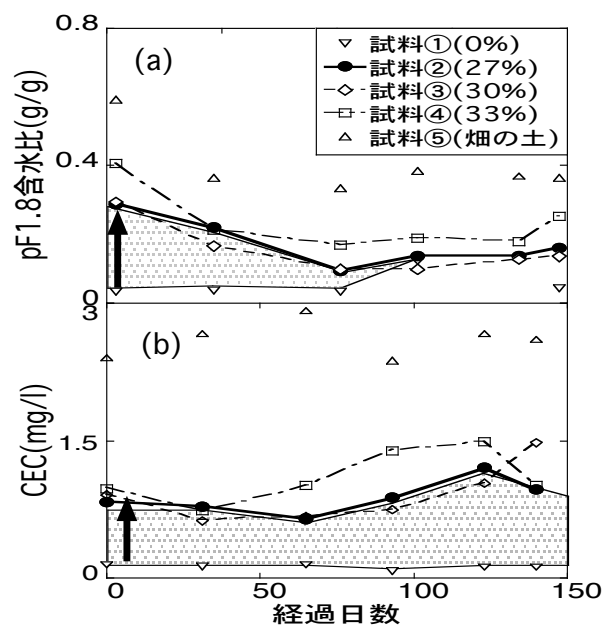 0.8
(a)
試料①(0%)
試料②(27%)
試料③(30%)
試料④(33%)
試料⑤(畑の土)
0.4
pF1.8含水比(g/g)
0
3
(b)
1.5
CEC(mg/l)
0
0 50 100 150
経過日数